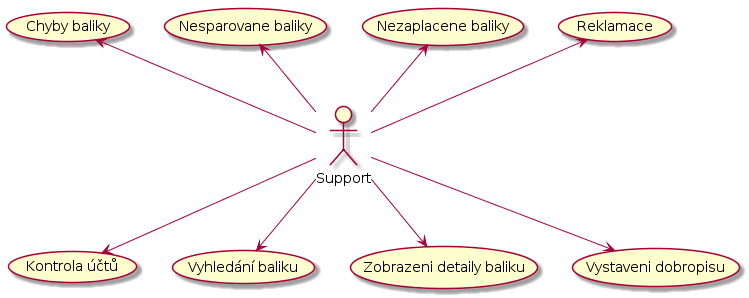 Chyby baliky
Nesparovane baliky
Nezaplacene baliky
Reklamace
Support
Kontrola účtů
Vyhledání baliku
Zobrazeni detaily baliku
Vystaveni dobropisu